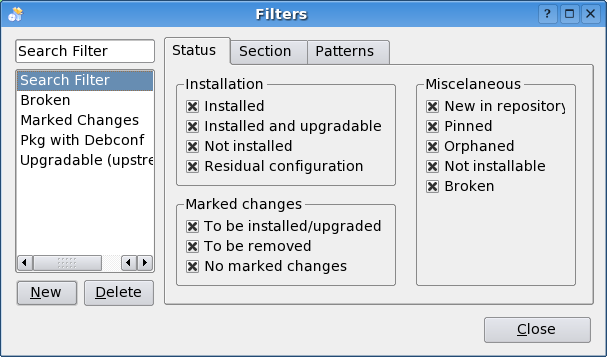 Filters
Search Filter
Search Filter
Broken
Marked Changes
Pkg with Debconf
Upgradable (upstre
New
Delete
Status
Section
Patterns
Installation
Installed
Installed and upgradable
Not installed
Residual configuration
Marked changes
To be installed/upgraded
To be removed
No marked changes
Miscelaneous
New in repository
Pinned
Orphaned
Not installable
Broken
Close